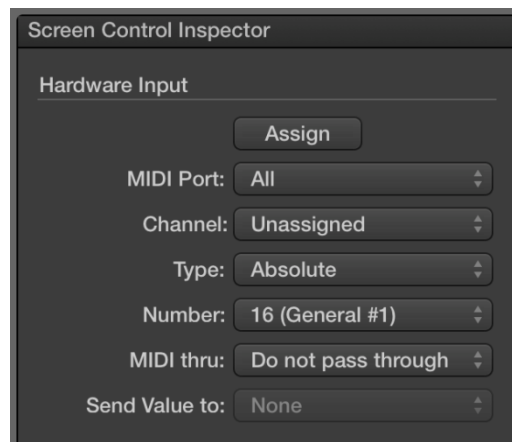 Screen Control Inspector
Hardware Input
Assign
MIDI Port: All
Channel: Unassigned
Type: Absolute
Number: 16 (General #1)
MIDI thru: Do not pass through
Send Value to: None